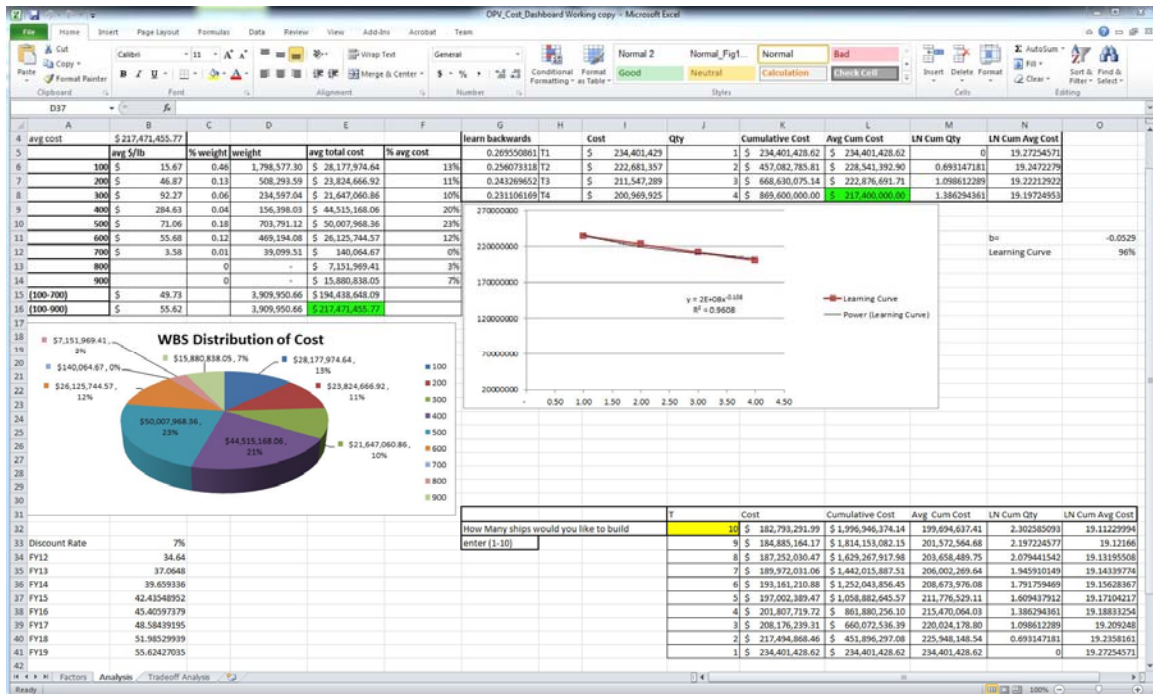 OPV_Cost_Dashboard Working copy - Microsoft Excel
File Home Insert Page Layout Formulas Data Review View Add-Ins Acrobat Team
Cut
Copy
Format Painter
Paste
Calibri 11
Wrap Text
Merge & Center
General
Conditional Formatting
Format as Table
Normal 2 Normal_Fig1... Normal Bad
Good Neutral Calculation Check Cell
Insert Delete Format
AutoSum
Fill
Clear
Sort & Filter
Find & Select
Clipboard Font Alignment Number Styles Cells Editing
D37 fx
A B C D E F G H I J K L M N O
4 avg cost $ 217,471,455.77 learn backwards Cost Qty Cumulative Cost Avg Cum Cost LN Cum Qty LN Cum Avg Cost
5 avg $/lb % weight weight avg total cost % avg cost 0.269550861 T1 $ 234,401,429 1 $ 234,401,428.62 $ 234,401,428.62 0 19.27254571
6 100 $ 15.67 0.46 1,798,577.30 $ 28,177,974.64 13% 0.256073318 T2 $ 222,681,357 2 $ 457,082,785.81 $ 228,541,392.90 0.693147181 19.2472279
7 200 $ 46.87 0.13 508,293.59 $ 23,824,666.92 11% 0.243269652 T3 $ 211,547,289 3 $ 668,630,075.14 $ 222,876,691.71 1.098612289 19.22212922
8 300 $ 92.27 0.06 234,597.04 $ 21,647,060.86 10% 0.231106169 T4 $ 200,969,925 4 $ 869,600,000.00 $ 217,400,000.00 1.386294361 19.19724953
9 400 $ 284.63 0.04 156,398.03 $ 44,515,168.06 20%
10 500 $ 71.06 0.18 703,791.12 $ 50,007,968.36 23%
11 600 $ 55.68 0.12 469,194.08 $ 26,125,744.57 12% b= -0.0529
12 700 $ 3.58 0.01 39,099.51 $ 140,064.67 0% Learning Curve 96%
13 800 0 - $ 7,151,969.41 3%
14 900 0 - $ 15,880,838.05 7%
15 (100-700) $ 49.73 3,909,950.66 $194,438,648.09
16 (100-900) $ 55.62 3,909,950.66 $217,471,455.77
17
18
19
20
21
22
23
24
25
26
27
28
29
30
270000000
220000000
170000000
120000000
70000000
20000000
- 0.50 1.00 1.50 2.00 2.50 3.00 3.50 4.00 4.50
R² = 0.9608
Learning Curve
Power (Learning Curve)
WBS Distribution of Cost
$7,151,969.41,
$15,880,838.05, 7%
$28,177,974.64, 13%
$140,064.67, 0%
$23,824,666.92, 11%
$26,125,744.57, 12%
$50,007,968.36, 23%
$44,515,168.06, 21%
$21,647,060.86, 10%
100
200
300
400
500
600
700
800
900
31 T Cost Cumulative Cost Avg Cum Cost LN Cum Qty LN Cum Avg Cost
32 How Many ships would you like to build 10 $ 182,793,291.99 $ 1,996,946,374.14 199,694,637.41 2.302585093 19.11229994
33 Discount Rate 7% enter (1-10) 9 $ 184,885,164.17 $ 1,814,153,082.15 201,572,564.68 2.197224577 19.12166
34 FY12 34.64 8 $ 187,252,030.47 $ 1,629,267,917.98 203,658,489.75 2.079441542 19.13195508
35 FY13 37.0648 7 $ 189,972,031.06 $ 1,442,015,887.51 206,002,269.64 1.945910149 19.14339774
36 FY14 39.659336 6 $ 193,161,210.88 $ 1,252,043,856.45 208,673,976.08 1.791759469 19.15628367
37 FY15 42.43548952 5 $ 197,002,389.47 $ 1,058,882,645.57 211,776,529.11 1.609437912 19.17104217
38 FY16 45.40597379 4 $ 201,807,719.72 $ 861,880,256.10 215,470,064.03 1.386294361 19.18833254
39 FY17 48.58439195 3 $ 208,176,239.31 $ 660,072,536.39 220,024,178.80 1.098612289 19.209248
40 FY18 51.98529939 2 $ 217,494,868.46 $ 451,896,297.08 225,948,148.54 0.693147181 19.2358161
41 FY19 55.62427035 1 $ 234,401,428.62 $ 234,401,428.62 234,401,428.62 0 19.27254571
42
Factors Analysis Tradeoff Analysis
Ready 100%